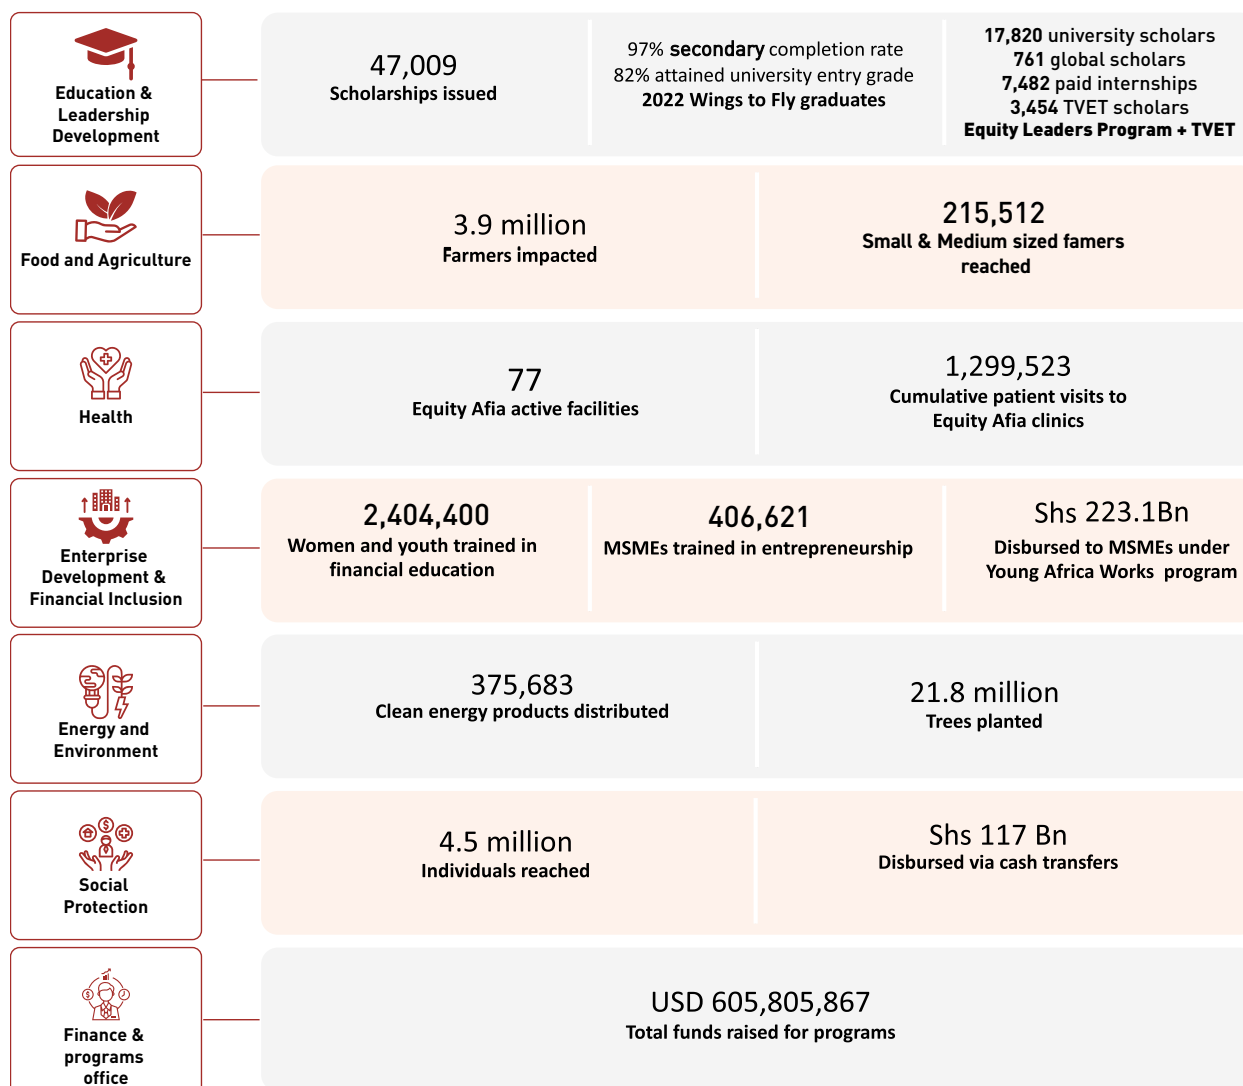 Education &
Leadership
Development
47,009
Scholarships issued
97% secondary completion rate
82% attained university entry grade
2022 Wings to Fly graduates
17,820 university scholars
761 global scholars
7,482 paid internships
3,454 TVET scholars
Equity Leaders Program + TVET
Food and Agriculture
3.9 million
Farmers impacted
215,512
Small & Medium sized famers
reached
Health
77
Equity Afia active facilities
1,299,523
Cumulative patient visits to
Equity Afia clinics
Enterprise
Development &
Financial Inclusion
2,404,400
Women and youth trained in
financial education
406,621
MSMEs trained in entrepreneurship
Shs 223.1Bn
Disbursed to MSMEs under
Young Africa Works program
Energy and
Environment
375,683
Clean energy products distributed
21.8 million
Trees planted
Social
Protection
4.5 million
Individuals reached
Shs 117 Bn
Disbursed via cash transfers
Finance &
programs
office
USD 605,805,867
Total funds raised for programs